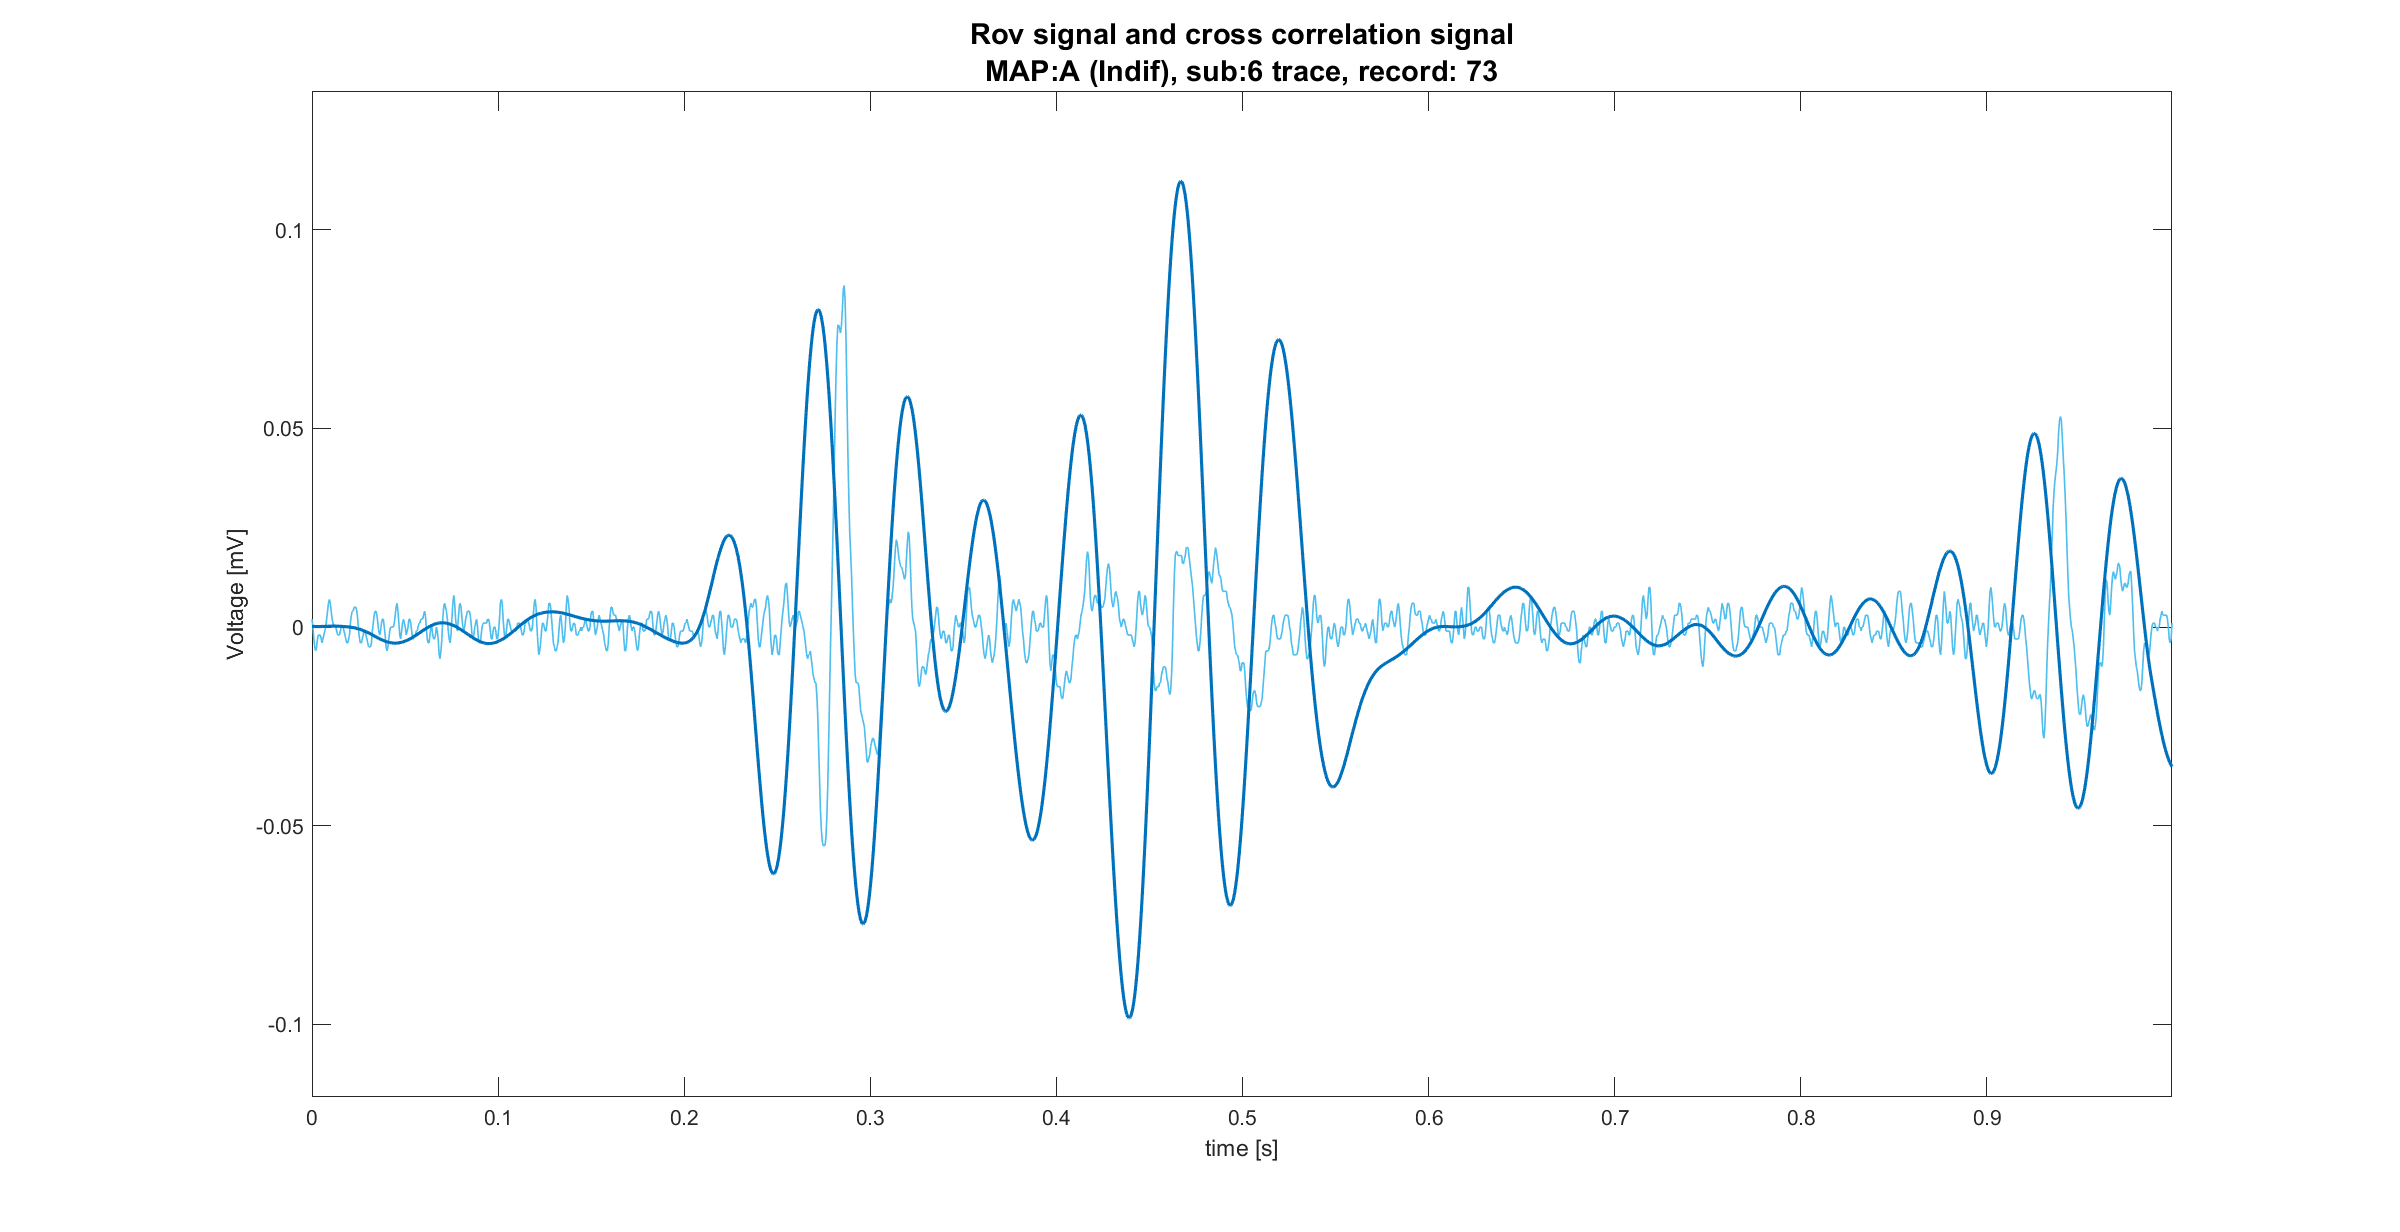 Rov signal and cross correlation signal
MAP:A (Indif), sub:6 trace, record: 73
Voltage [mV]
0.1
0.05
0
-0.05
-0.1
0 0.1 0.2 0.3 0.4 0.5 0.6 0.7 0.8 0.9
time [s]